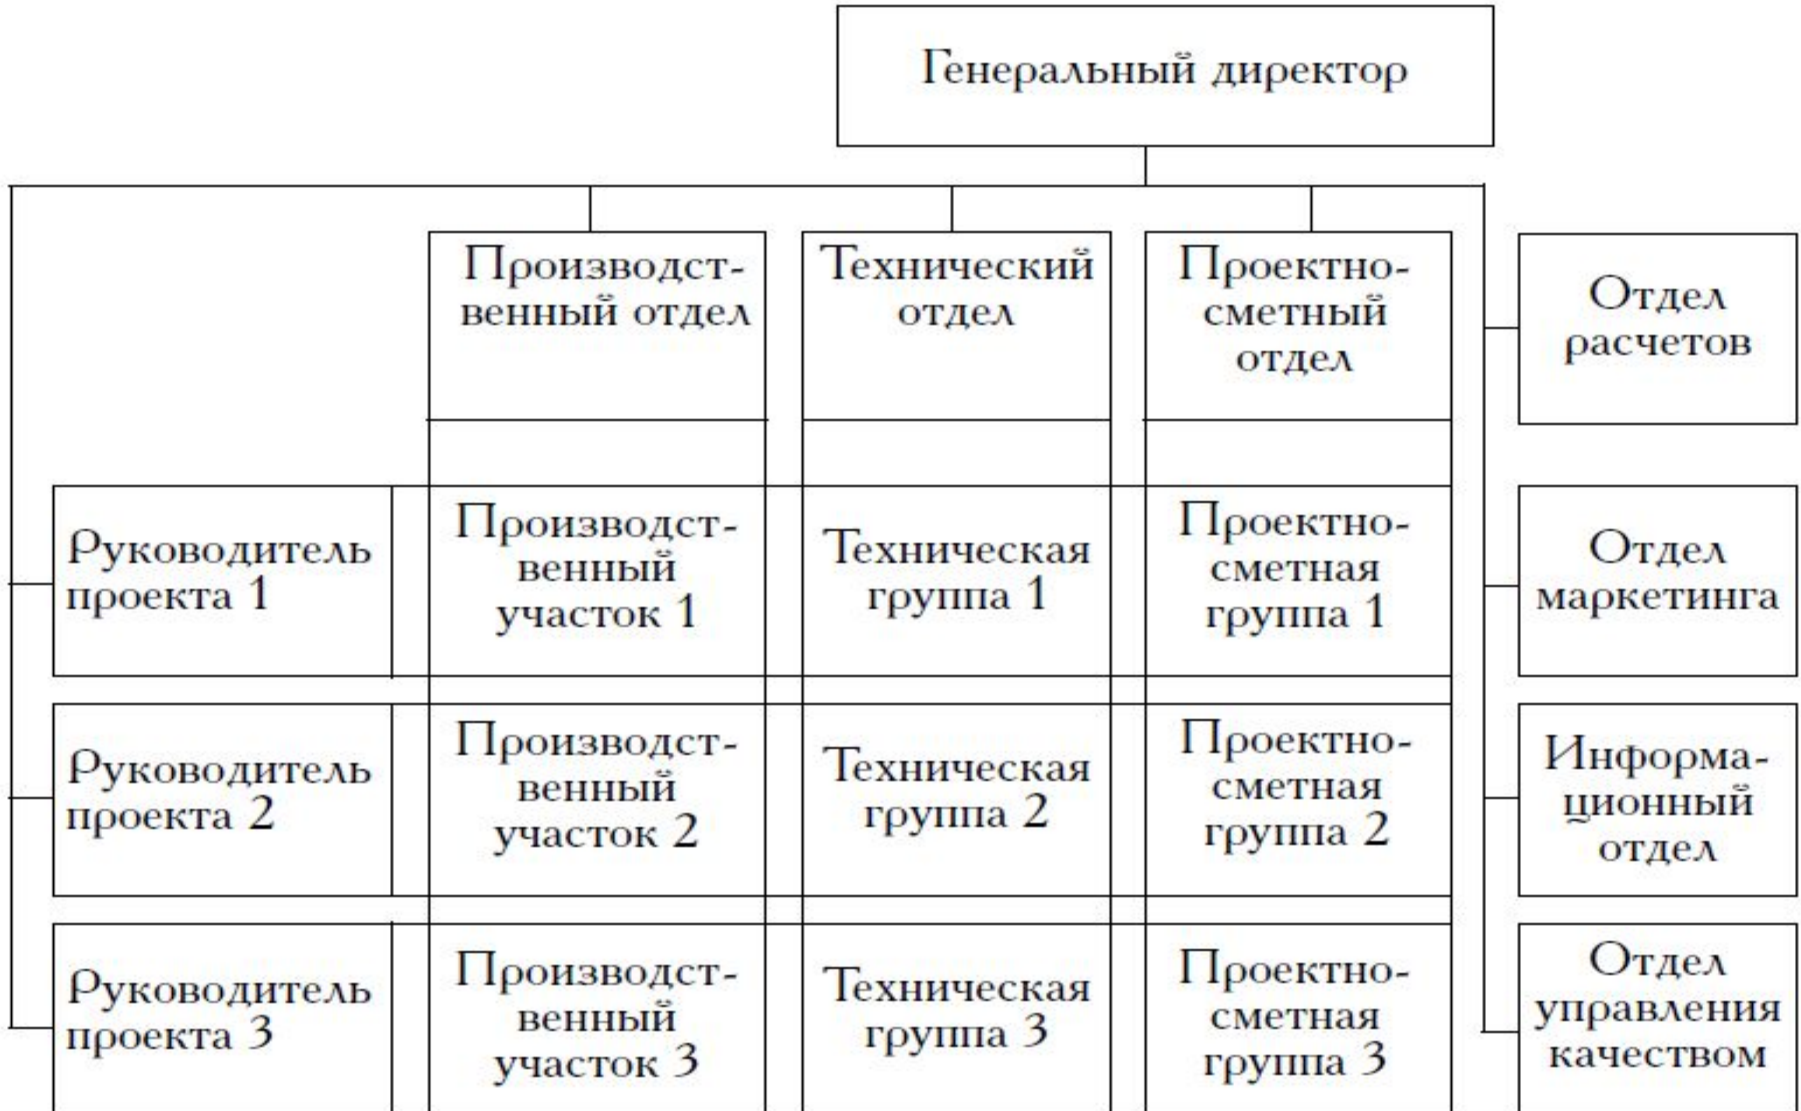 Генеральный директор
Производст-
венный отдел
Технический
отдел
Проектно-
сметный
отдел
Отдел
расчетов
Руководитель
проекта 1
Производст-
венный
участок 1
Техническая
группа 1
Проектно-
сметная
группа 1
Отдел
маркетинга
Руководитель
проекта 2
Производст-
венный
участок 2
Техническая
группа 2
Проектно-
сметная
группа 2
Информа-
ционный
отдел
Руководитель
проекта 3
Производст-
венный
участок 3
Техническая
группа 3
Проектно-
сметная
группа 3
Отдел
управления
качеством